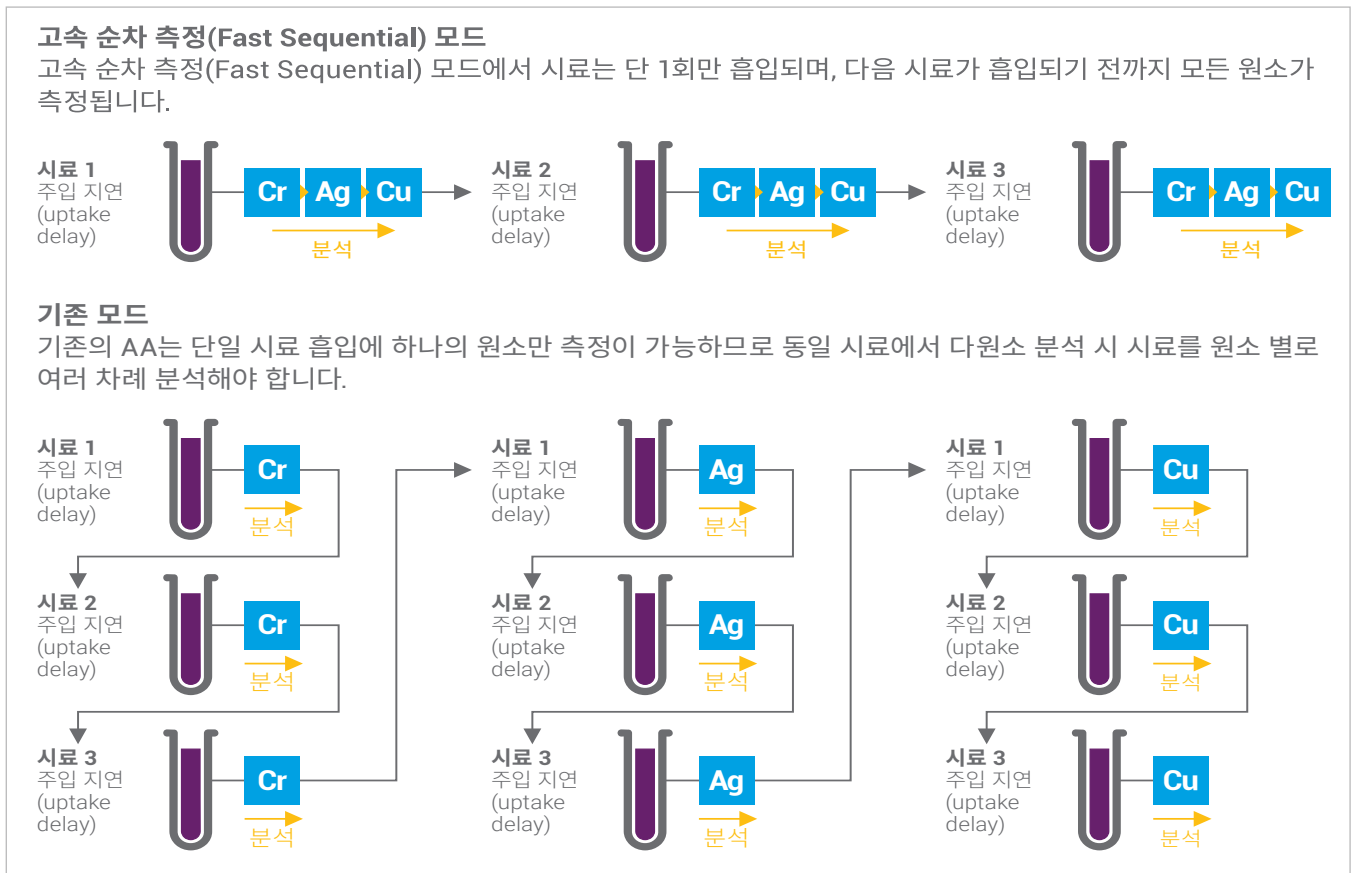 고속 순차 측정(Fast Sequential) 모드
고속 순차 측정(Fast Sequential) 모드에서 시료는 단 1회만 흡입되며, 다음 시료가 흡입되기 전까지 모든 원소가
측정됩니다.
시료 1
주입 지연
(uptake
delay)
Cr
Ag
Cu
분석
시료 2
주입 지연
(uptake
delay)
Cr
Ag
Cu
분석
시료 3
주입 지연
(uptake
delay)
Cr
Ag
Cu
분석
기존 모드
기존의 AA는 단일 시료 흡입에 하나의 원소만 측정이 가능하므로 동일 시료에서 다원소 분석 시 시료를 원소 별로
여러 차례 분석해야 합니다.
시료 1
주입 지연
(uptake
delay)
Cr
분석
시료 2
주입 지연
(uptake
delay)
Cr
분석
시료 3
주입 지연
(uptake
delay)
Cr
분석
시료 1
주입 지연
(uptake
delay)
Ag
분석
시료 2
주입 지연
(uptake
delay)
Ag
분석
시료 3
주입 지연
(uptake
delay)
Ag
분석
시료 1
주입 지연
(uptake
delay)
Cu
분석
시료 2
주입 지연
(uptake
delay)
Cu
분석
시료 3
주입 지연
(uptake
delay)
Cu
분석